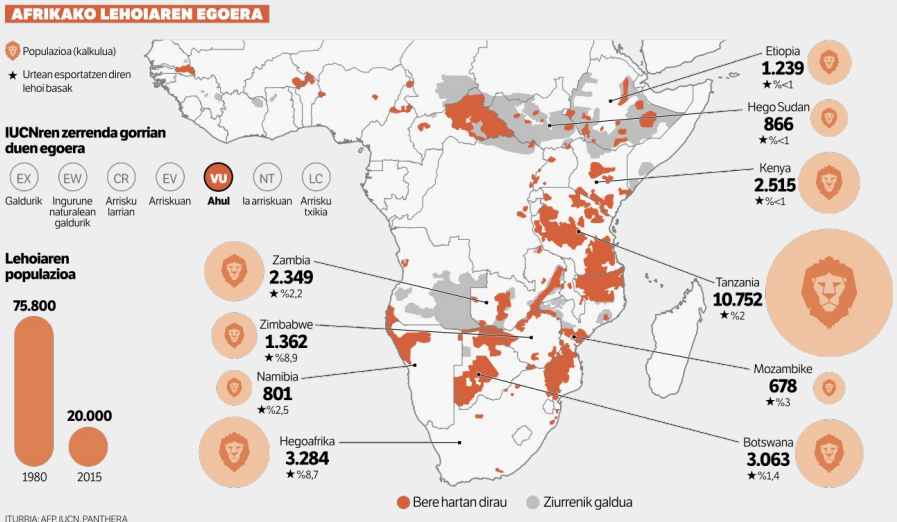 AFRIKAKO LEHOIAREN EGOERA
Populazioa (kalkulua)
★ Urtean esportatzen diren
lehoi basak
IUCNren zerrenda gorrian
duen egoera
EX
Galdurik
EW
Ingurune
naturalean
galdurik
CR
Arrisku
larrian
EV
Arriskuan
VU
Ahul
NT
Ia arriskuan
LC
Arrisku
txikia
Lehoiaren
populazioa
75.800
1980
20.000
2015
Zambia
2.349
★%2,2
Zimbabwe
1.362
★%8,9
Namibia
801
★%2,5
Hegoafrika
3.284
★%8,7
Etiopia
1.239
★%<1
Hego Sudan
866
★%<1
Kenya
2.515
★%<1
Tanzania
10.752
★%2
Mozambike
678
★%3
Botswana
3.063
★%1,4
Bere hartan dirau
Ziurrenik galdua
ITURRIA: AFP, IUCN, PANTHERA